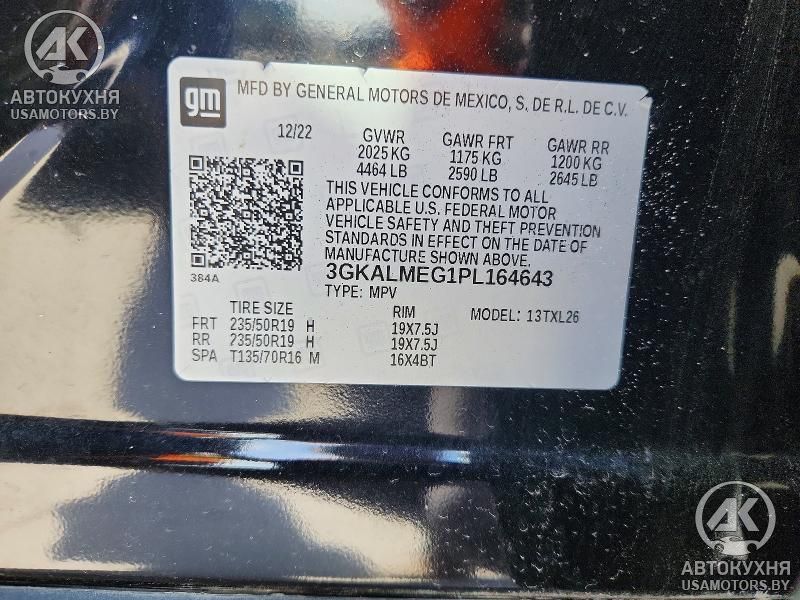 AK
АВТОКУХНЯ
USAMOTORS.BY
gm
MFD BY GENERAL MOTORS DE MEXICO, S. DE R.L. DE C.V.
12/22 GVWR GAWR FRT GAWR RR
2025 KG 1175 KG 1200 KG
4464 LB 2590 LB 2645 LB
THIS VEHICLE CONFORMS TO ALL
APPLICABLE U.S. FEDERAL MOTOR
VEHICLE SAFETY AND THEFT PREVENTION
STANDARDS IN EFFECT ON THE DATE OF
MANUFACTURE SHOWN ABOVE.
384A
3GKALMEG1PL164643
TYPE: MPV MODEL: 13TXL26
TIRE SIZE RIM
FRT 235/50R19 H 19X7.5J
RR 235/50R19 H 19X7.5J
SPA T135/70R16 M 16X4BT
AK
АВТОКУХНЯ
USAMOTORS.BY